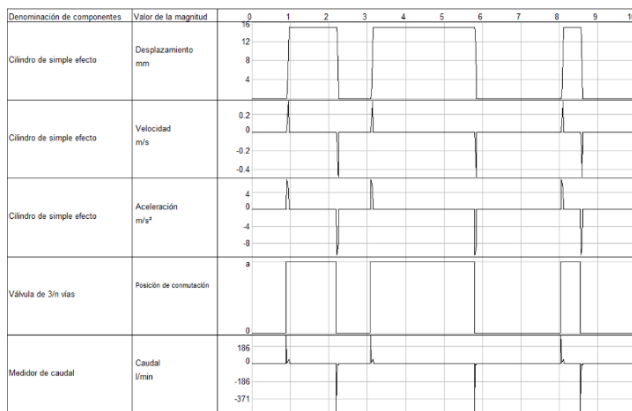 Denominación de componentes Valor de la magnitud 0 1 2 3 4 5 6 7 8 9 10
Cilindro de simple efecto
Desplazamiento
mm
16
12
8
4
Cilindro de simple efecto
Velocidad
m/s
0.2
0
-0.2
-0.4
Cilindro de simple efecto
Aceleración
m/s²
4
0
-4
-8
Válvula de 3/n vías
Posición de conmutación
a
0
Medidor de caudal
Caudal
l/min
186
0
-186
-371